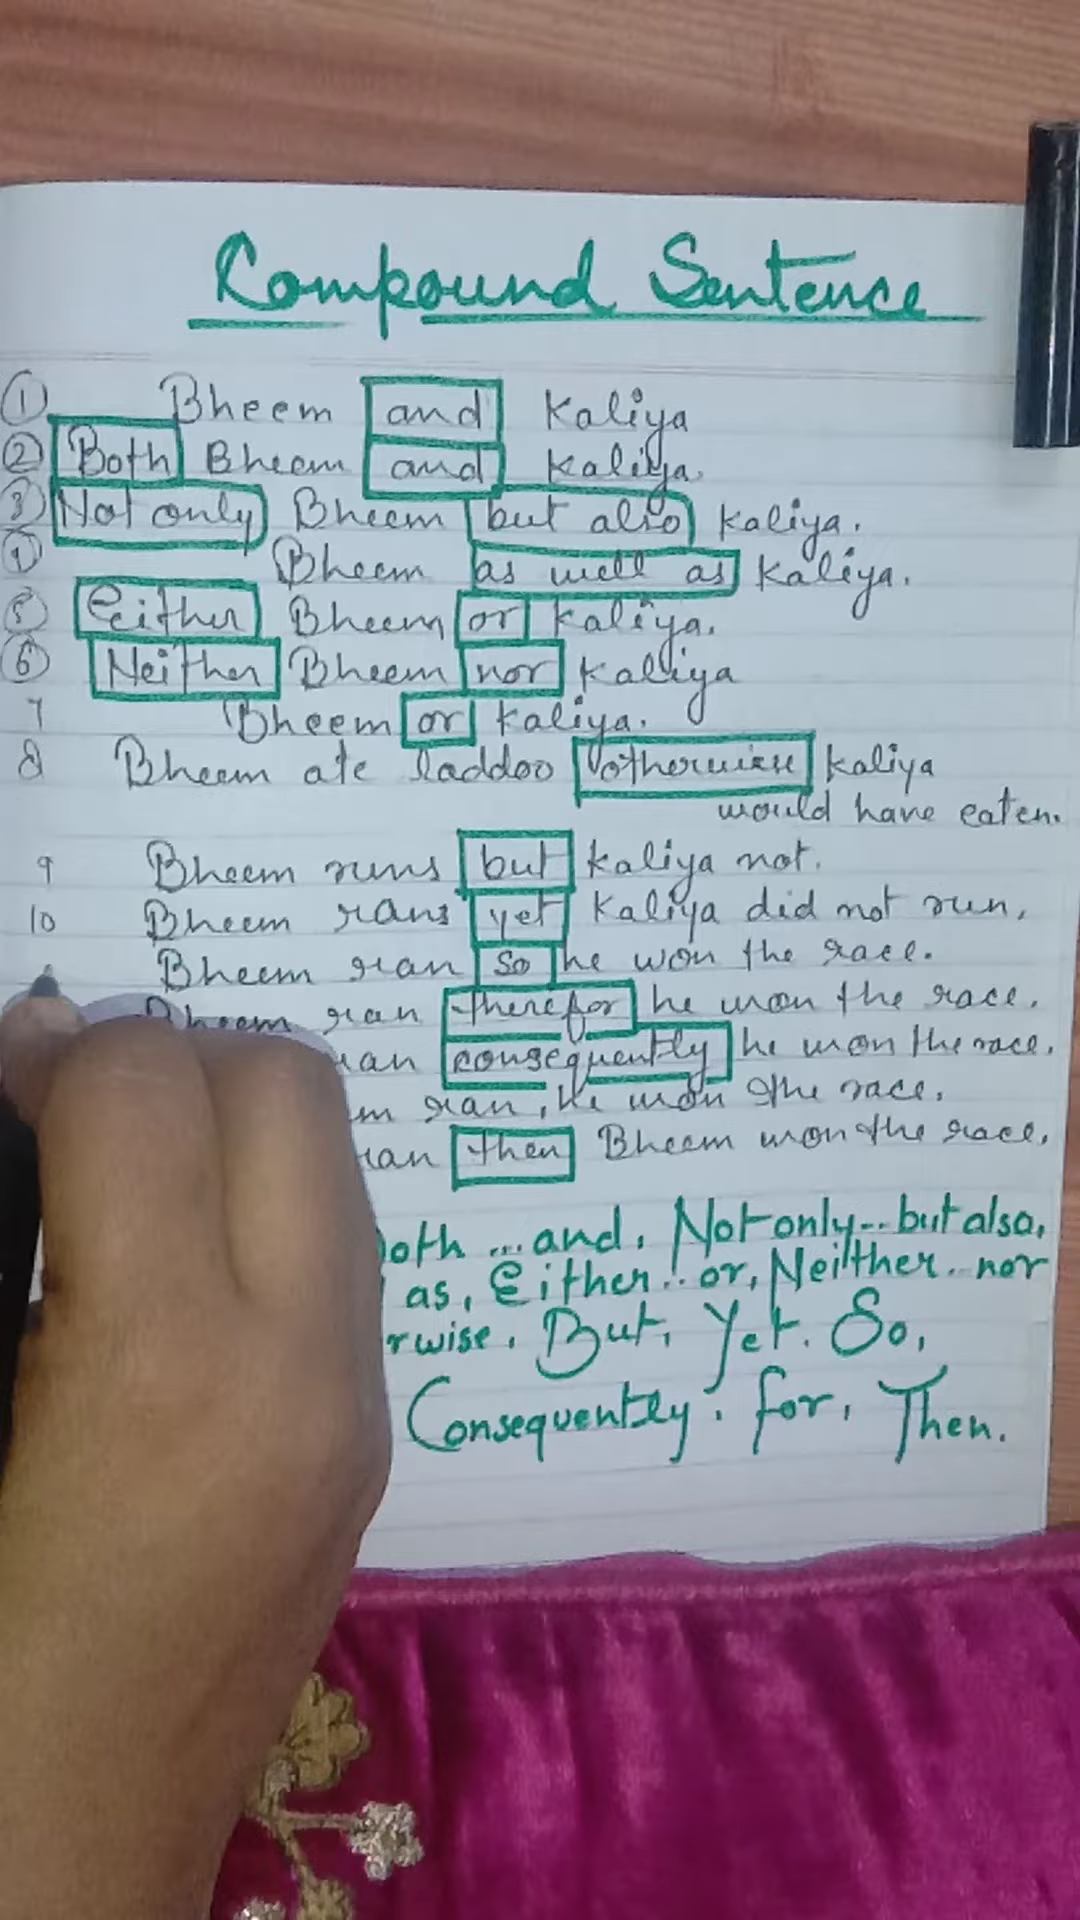 Compound Sentence
① Bheem and Kaliya
② Both Bheem and Kaliya.
③ Not only Bheem but also Kaliya.
Bheem as well as Kaliya.
⑤ Either Bheem or Kaliya.
⑥ Neither Bheem nor Kaliya
7 Bheem or Kaliya.
8 Bheem ate laddoo otherwise Kaliya
would have eaten.
9 Bheem runs but Kaliya not.
10 Bheem rans yet Kaliya did not run.
Bheem ran so he won the race.
Bheem ran therefor he won the race.
ran consequently he won the race.
ran, he won the race.
ran then Bheem won the race.
Both ... and. Not only .. but also,
as, Either .. or, Neither .. nor
rwise. But, Yet. So,
Consequently. for, Then.